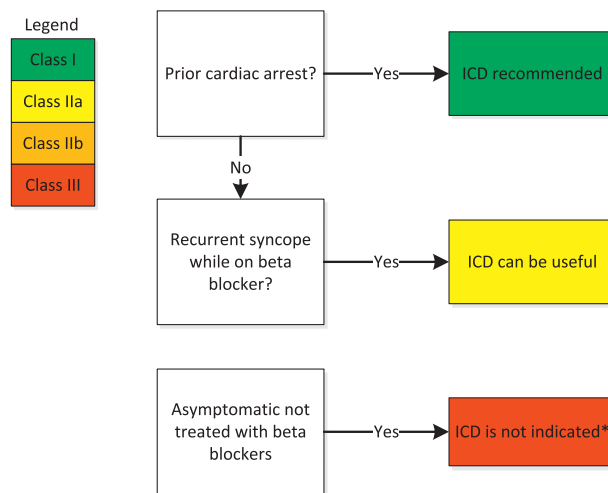 Legend
Class I
Class IIa
Class IIb
Class III
Prior cardiac arrest?
Yes
ICD recommended
No
Recurrent syncope
while on beta
blocker?
Yes
ICD can be useful
Asymptomatic not
treated with beta
blockers
Yes
ICD is not indicated*